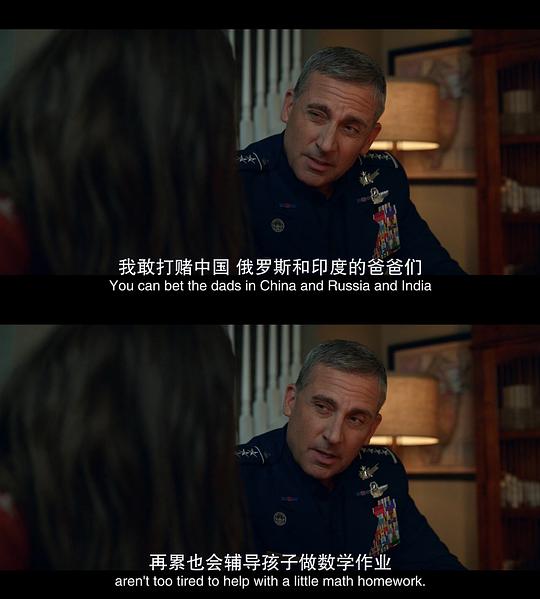 我敢打赌中国 俄罗斯和印度的爸爸们
You can bet the dads in China and Russia and India
再累也会辅导孩子做数学作业
aren't too tired to help with a little math homework.